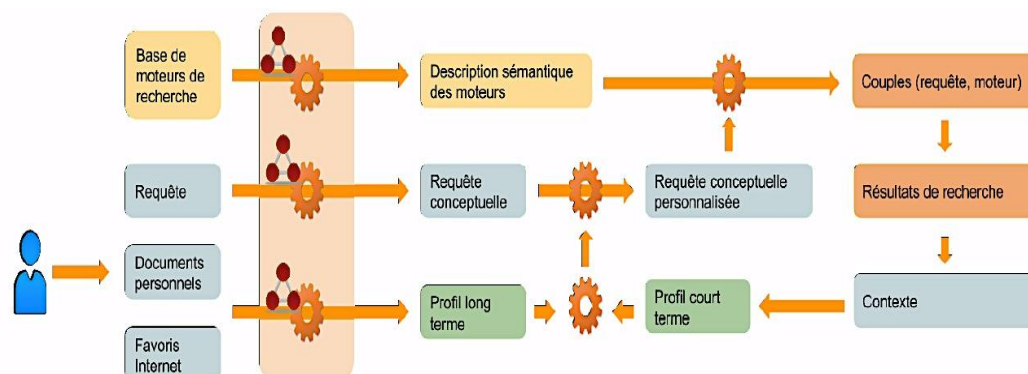 Base de
moteurs de
recherche
Description sémantique
des moteurs
Couples (requête, moteur)
Requête
Requête
conceptuelle
Requête conceptuelle
personnalisée
Résultats de recherche
Documents
personnels
Profil long
terme
Profil court
terme
Contexte
Favoris
Internet